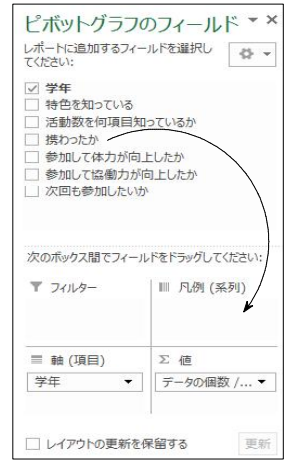 ピボットグラフのフィールド
レポートに追加するフィールドを選択し
てください:
学年
特色を知っている
活動数を何項目知っているか
携わったか
参加して体力が向上したか
参加して協働力が向上したか
次回も参加したいか
次のボックス間でフィールドをドラッグしてください:
フィルター
凡例 (系列)
軸 (項目)
Σ 値
学年
データの個数 /...
レイアウトの更新を保留する
更新